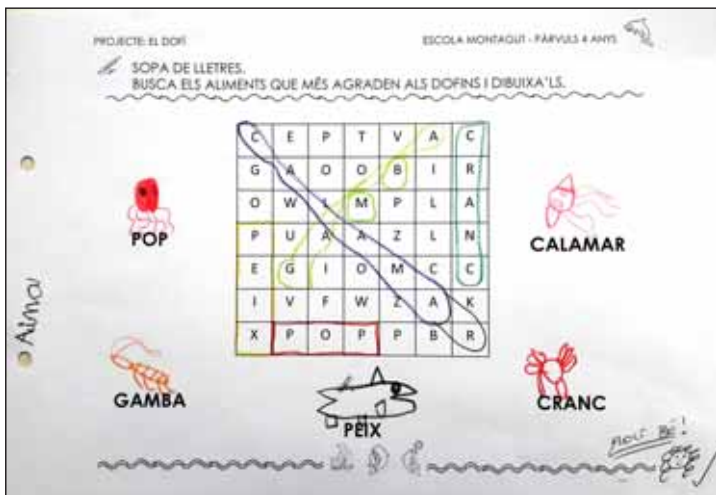 PROJECTE: EL DOFÍ
ESCOLA MONTAGUT - PÀRVULS 4 ANYS
SOPA DE LLETRES.
BUSCA ELS ALIMENTS QUE MÉS AGRADEN ALS DOFINS I DIBUIXA'LS.
C E P T V A C
G A O O B I R
O W L M P L A
P U A A Z L N
E G I O M C C
I V F W Z A K
X P O P P B R
POP
CALAMAR
Aina
GAMBA
PEIX
CRANC
MOLT BÉ!